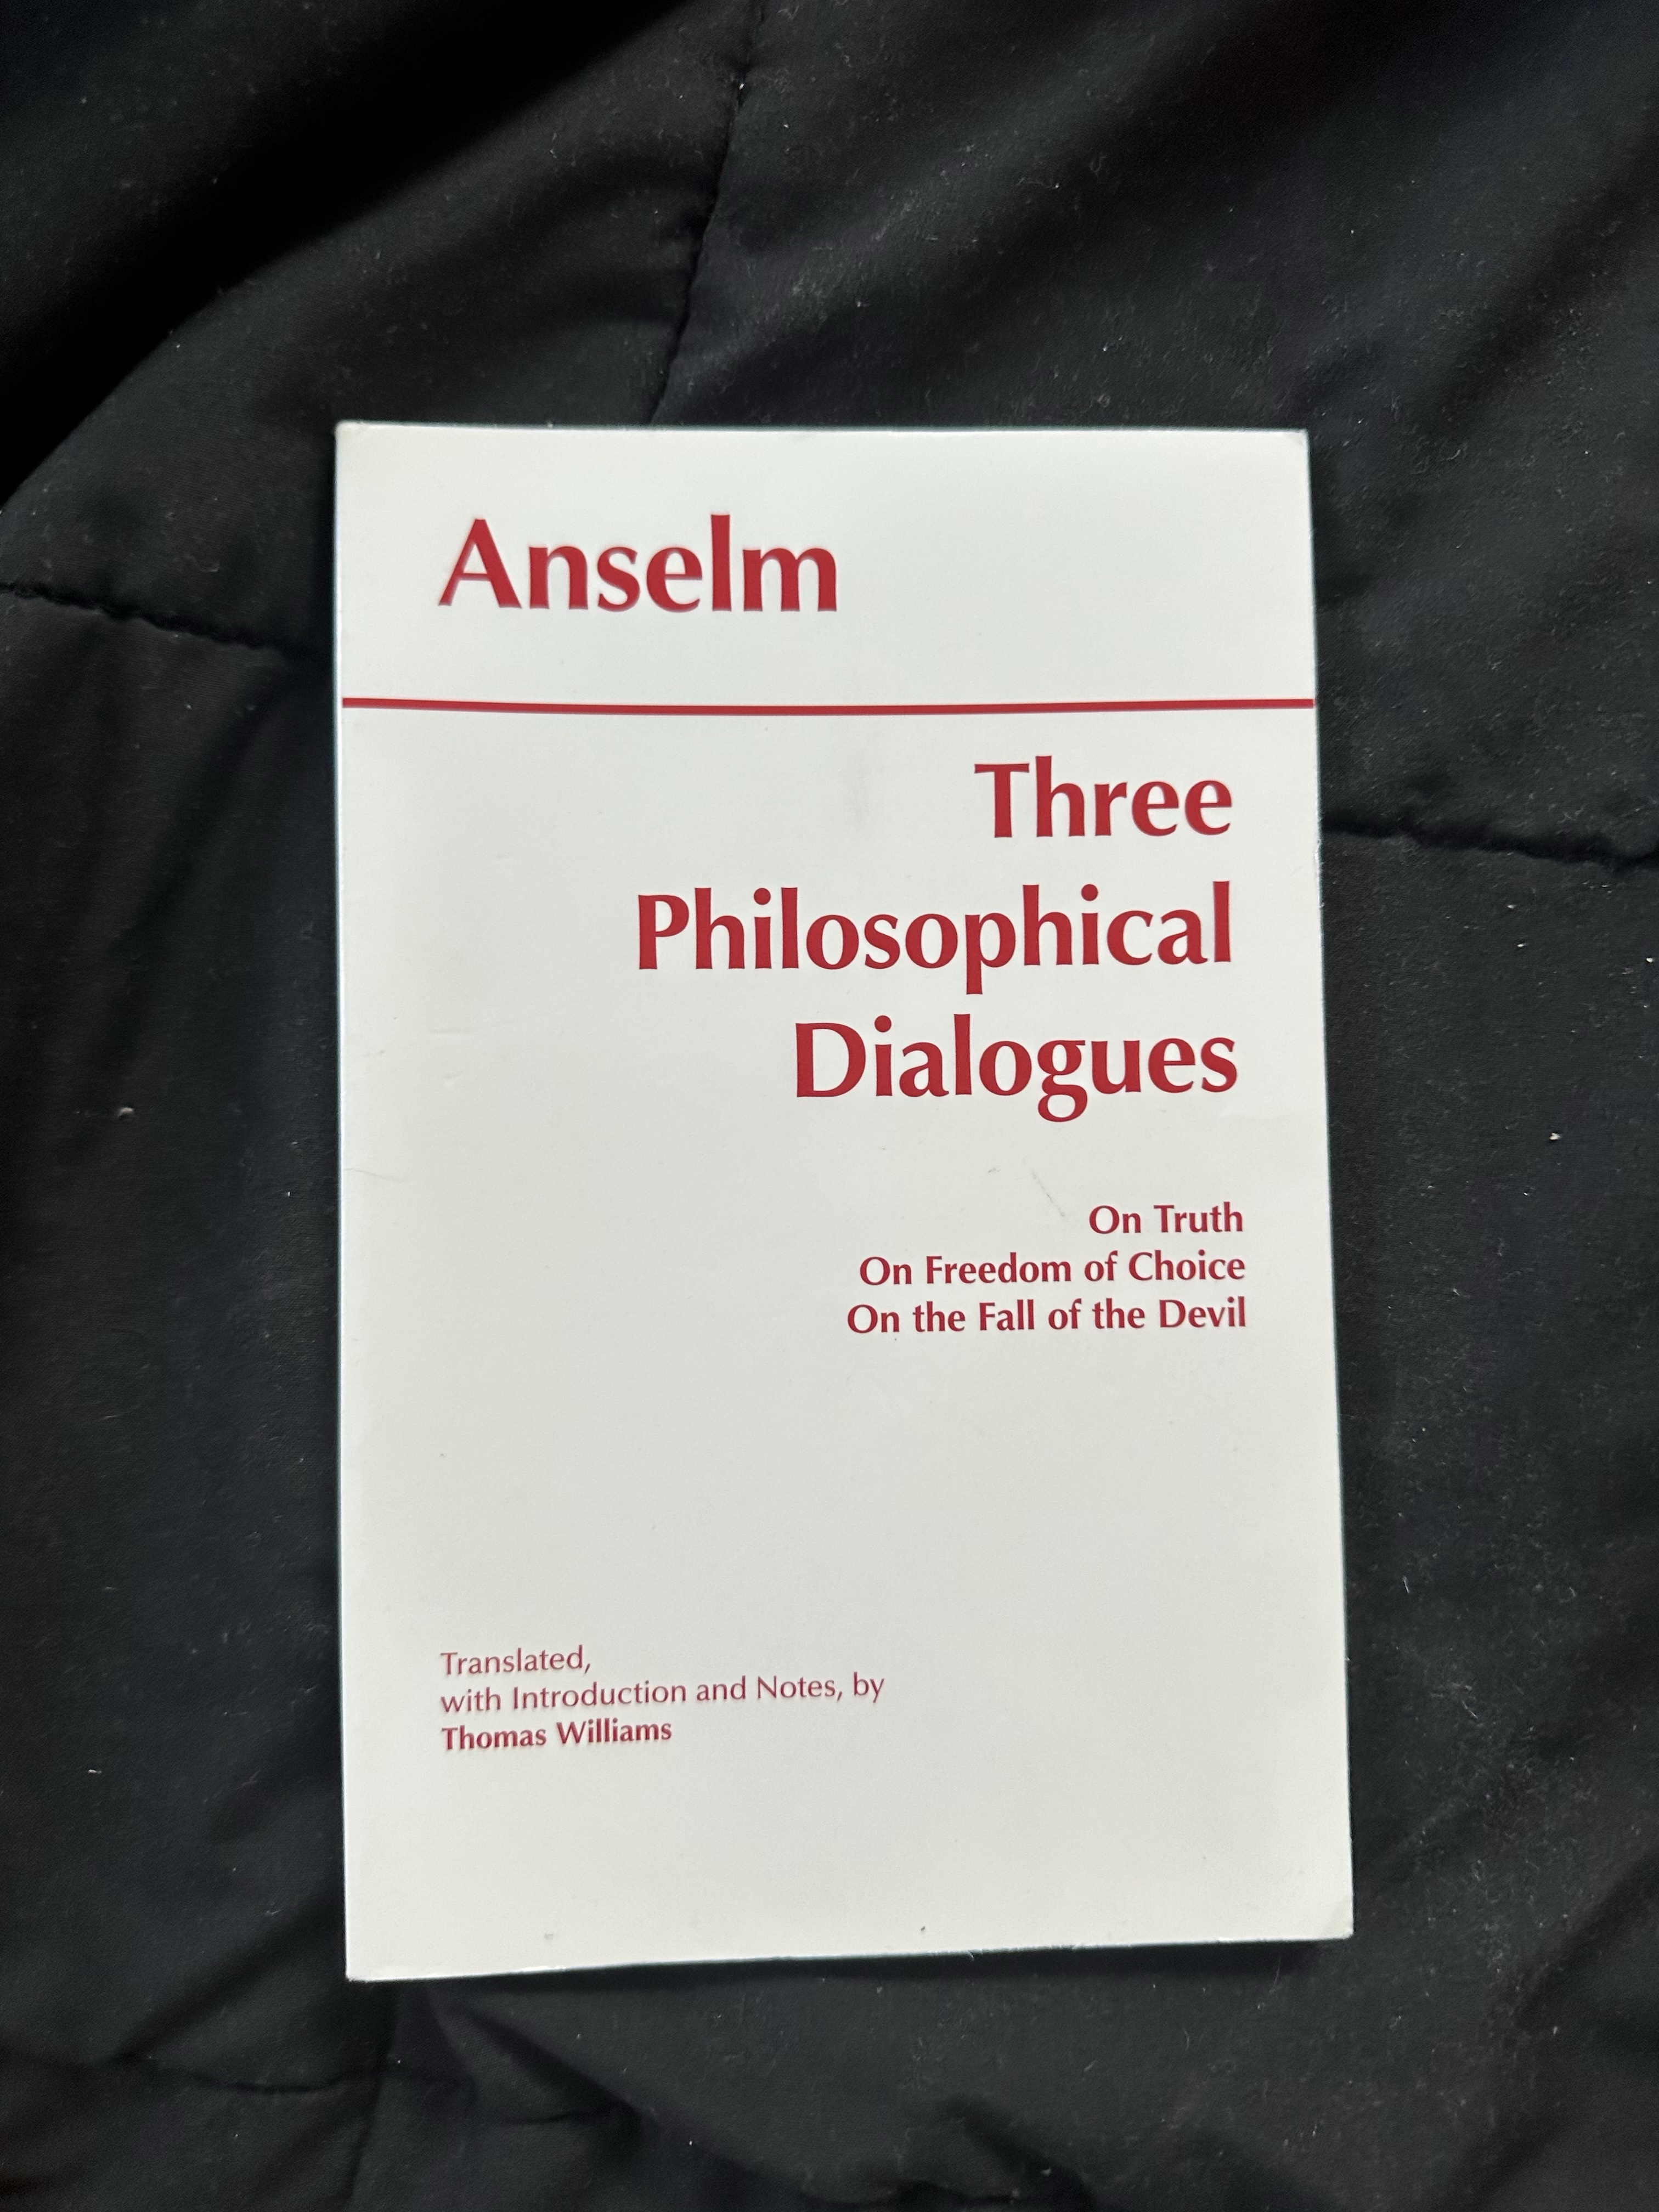 Anselm
Three
Philosophical
Dialogues
On Truth
On Freedom of Choice
On the Fall of the Devil
Translated,
with Introduction and Notes, by
Thomas Williams